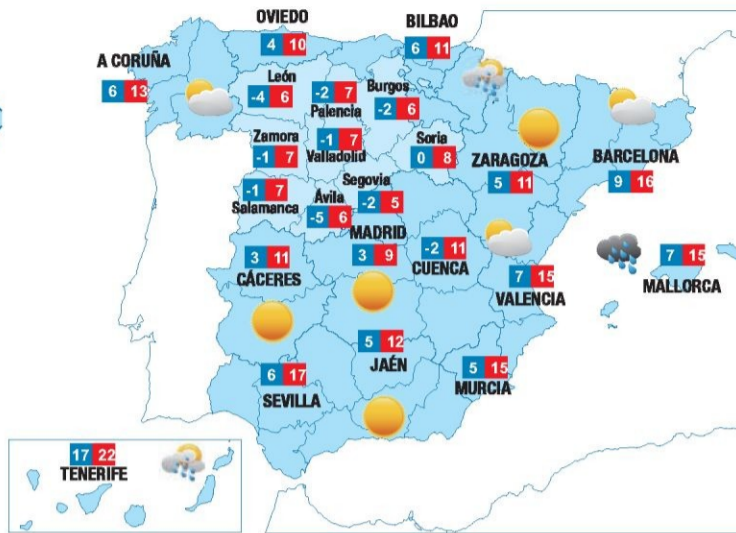 OVIEDO
4 10
BILBAO
6 11
A CORUÑA
6 13
León
-4 6
-2 7
Palencia
Burgos
-2 6
Zamora
-1 7
-1 7
Valladolid
Soria
0 8
ZARAGOZA
5 11
BARCELONA
9 16
-1 7
Salamanca
Ávila
-5 6
Segovia
-2 5
MADRID
3 9
-2 11
CUENCA
3 11
CÁCERES
7 15
VALENCIA
7 15
MALLORCA
5 12
JAÉN
6 17
SEVILLA
5 15
MURCIA
17 22
TENERIFE